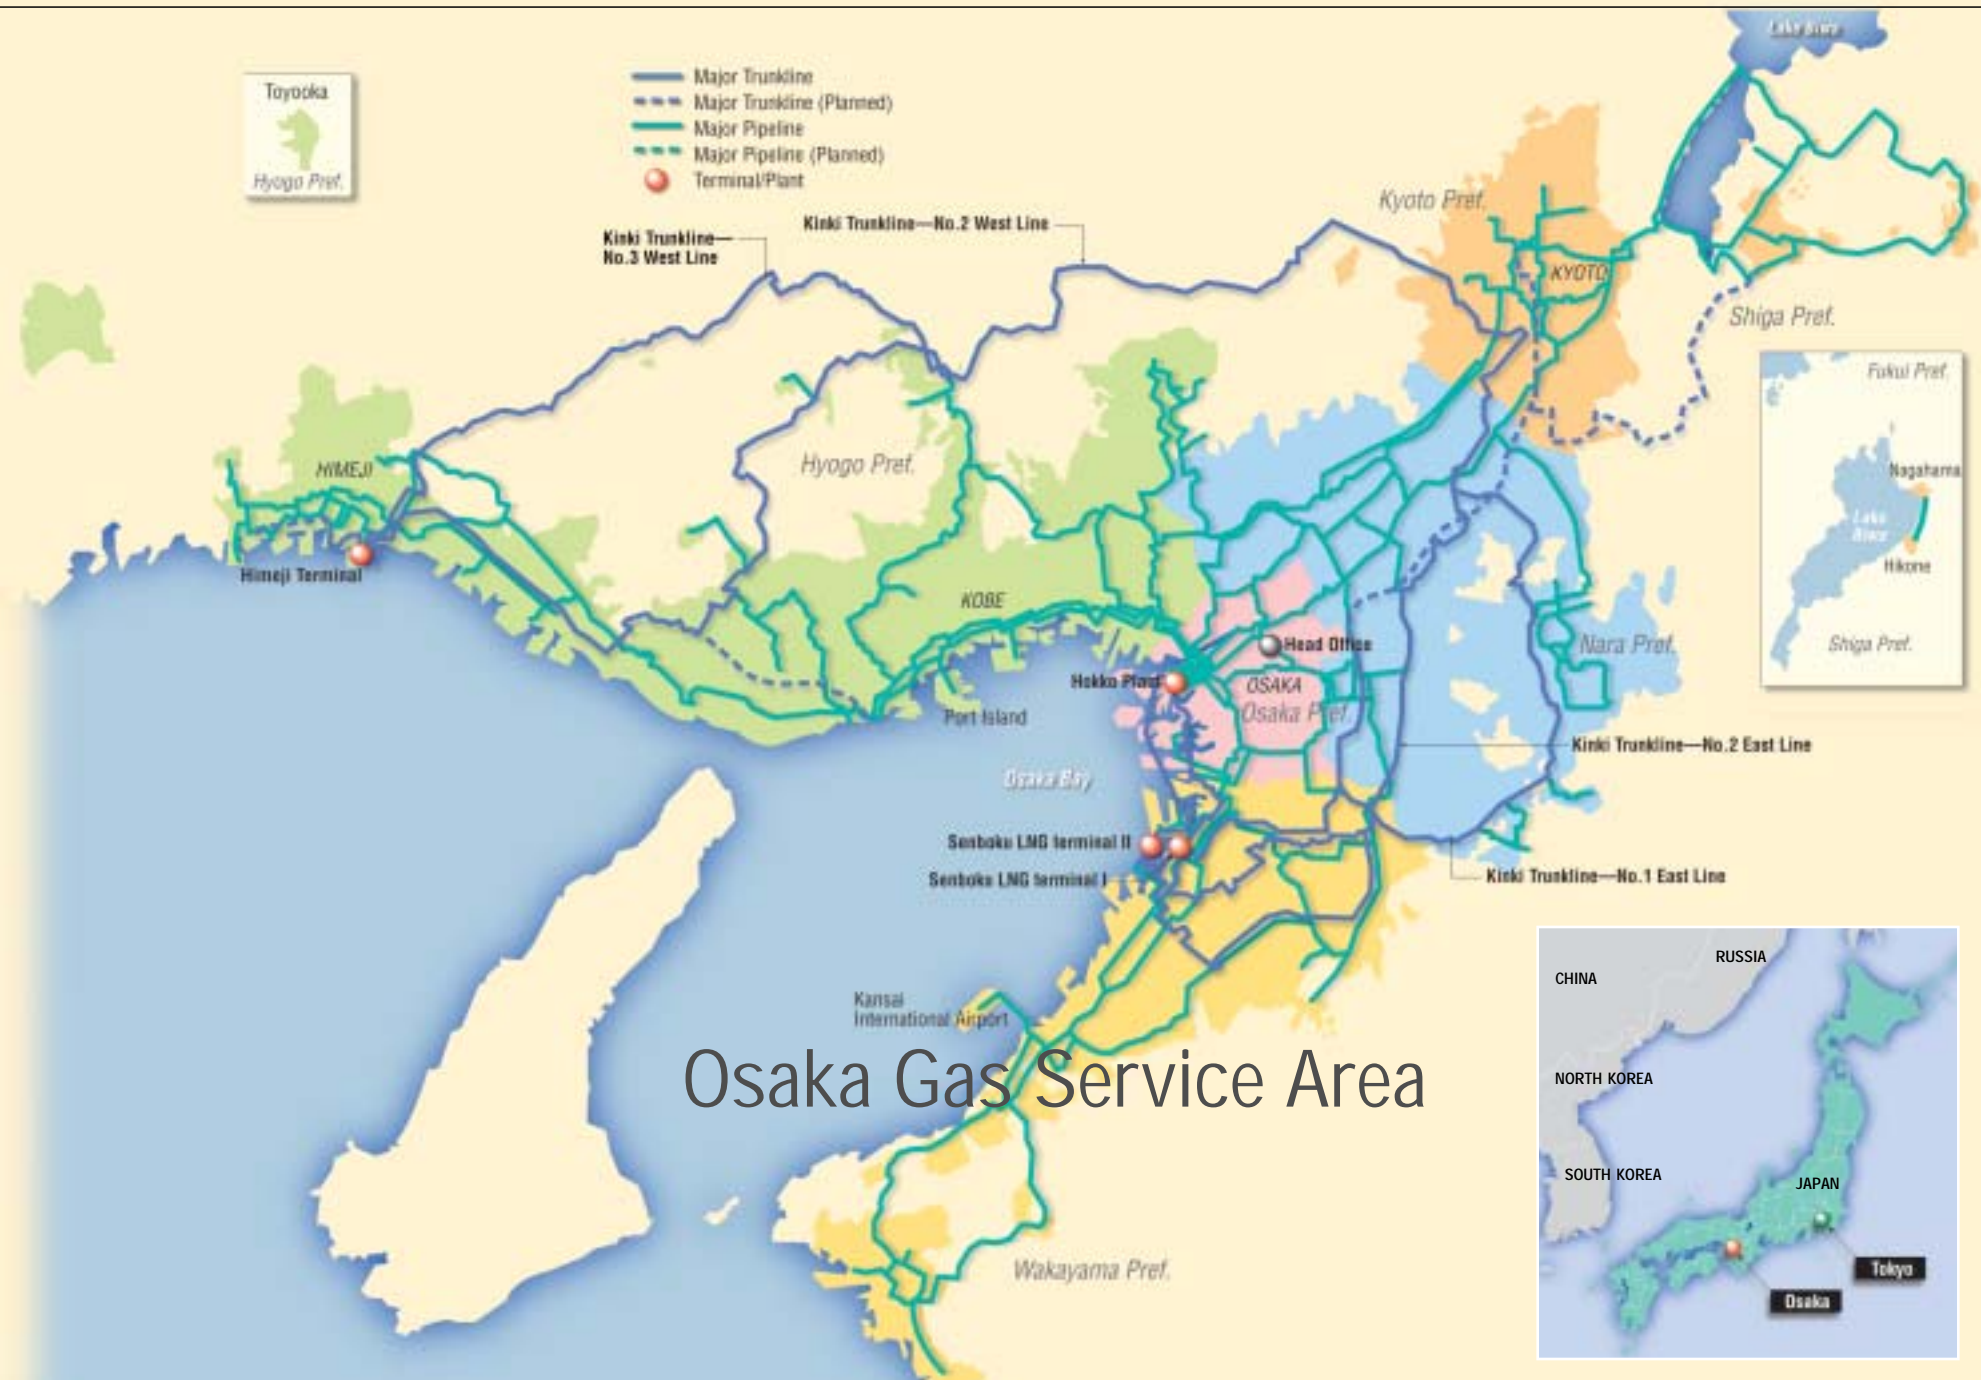 Lake Biwa
Toyooka
Hyogo Pref.
Major Trunkline
Major Trunkline (Planned)
Major Pipeline
Major Pipeline (Planned)
Terminal/Plant
Kinki Trunkline—
No.3 West Line
Kinki Trunkline—No.2 West Line
Kyoto Pref.
KYOTO
Shiga Pref.
Fukui Pref.
Nagahama
Lake
Biwa
Hikone
Shiga Pref.
HIMEJI
Hyogo Pref.
Himeji Terminal
KOBE
Head Office
Nara Pref.
Hokko Plant
OSAKA
Osaka Pref.
Port Island
Kinki Trunkline—No.2 East Line
Osaka Bay
Senboku LNG terminal II
Senboku LNG terminal I
Kinki Trunkline—No.1 East Line
Kansai
International Airport
Osaka Gas Service Area
Wakayama Pref.
RUSSIA
CHINA
NORTH KOREA
SOUTH KOREA
JAPAN
Tokyo
Osaka